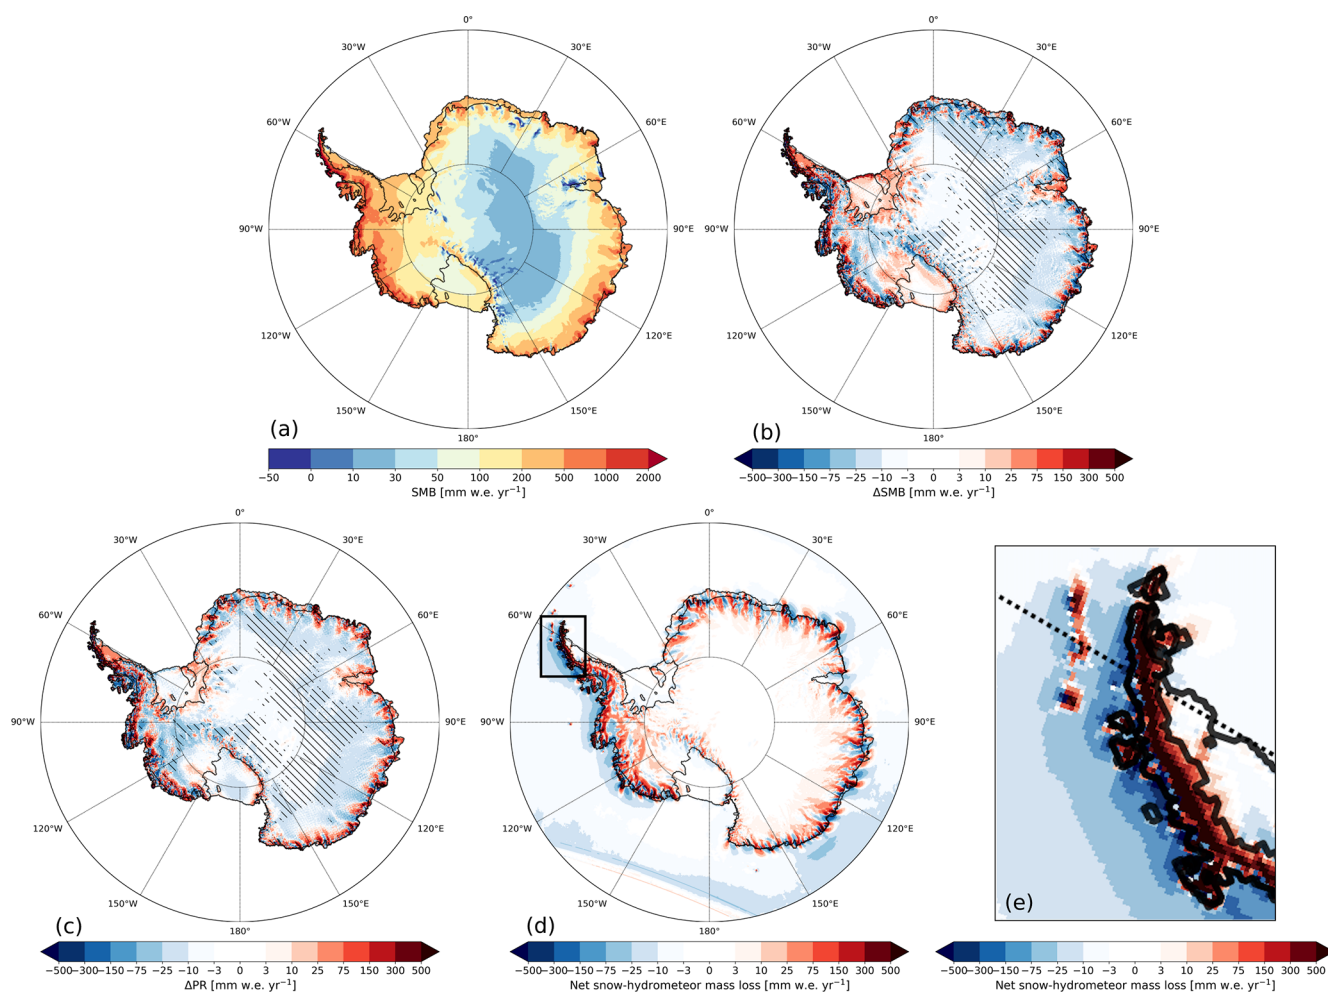 0°
0°
30°W
30°E
30°W
30°E
60°W
60°E
60°W
60°E
90°W
90°E
90°W
90°E
120°W
120°E
120°W
120°E
150°W
150°E
150°W
150°E
(a)
180°
(b)
180°
−50 0 10 30 50 100 200 500 1000 2000
SMB [mm w.e. yr⁻¹]
−500−300−150 −75 −25 −10 −3 0 3 10 25 75 150 300 500
ΔSMB [mm w.e. yr⁻¹]
0°
0°
30°W
30°E
30°W
30°E
60°W
60°E
60°W
60°E
90°W
90°E
90°W
90°E
120°W
120°E
120°W
120°E
150°W
150°E
150°W
150°E
(c)
180°
(d)
180°
(e)
−500−300−150 −75 −25 −10 −3 0 3 10 25 75 150 300 500
ΔPR [mm w.e. yr⁻¹]
−500−300−150 −75 −25 −10 −3 0 3 10 25 75 150 300 500
Net snow-hydrometeor mass loss [mm w.e. yr⁻¹]
−500−300−150 −75 −25 −10 −3 0 3 10 25 75 150 300 500
Net snow-hydrometeor mass loss [mm w.e. yr⁻¹]